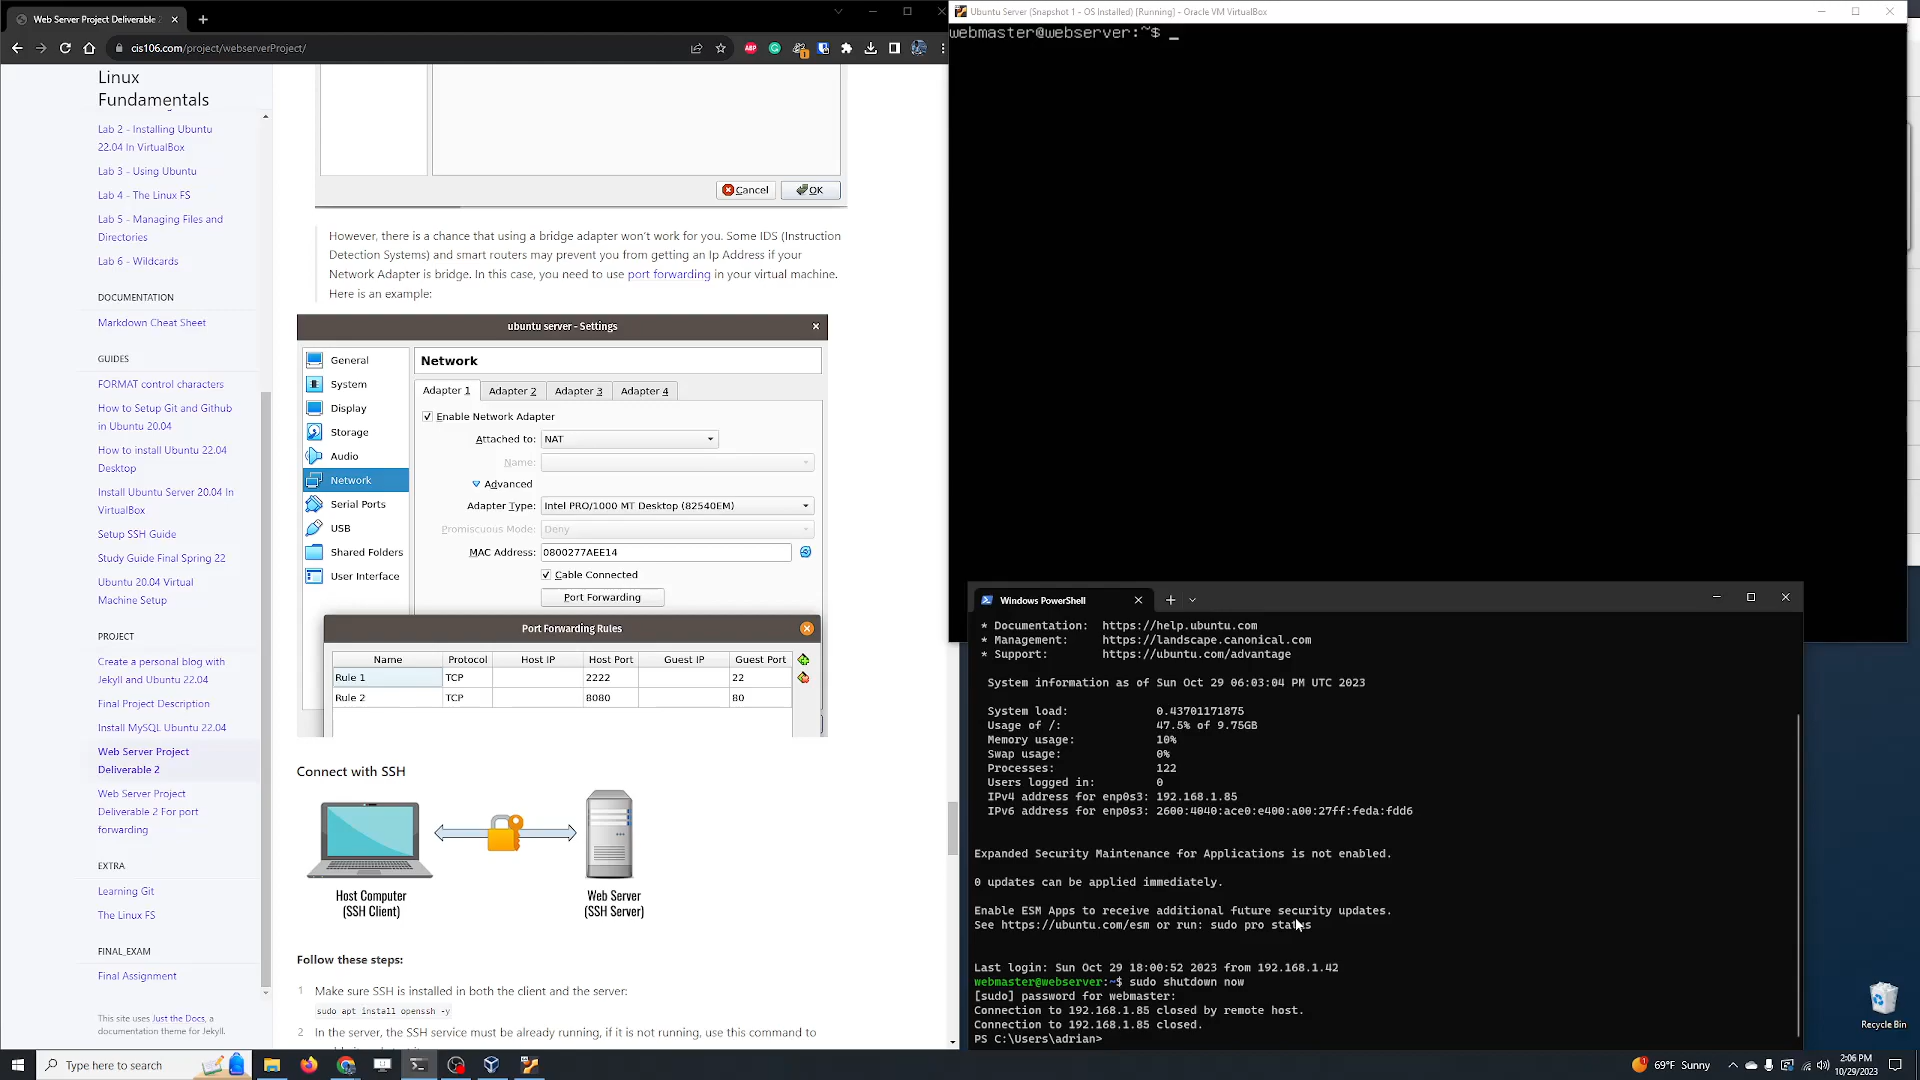 Web Server Project Deliverable 2
cis106.com/project/webserverProject/
Linux
Fundamentals
Lab 2 - Installing Ubuntu
22.04 In VirtualBox
Lab 3 - Using Ubuntu
Lab 4 - The Linux FS
Lab 5 - Managing Files and
Directories
Lab 6 - Wildcards
DOCUMENTATION
Markdown Cheat Sheet
GUIDES
FORMAT control characters
How to Setup Git and Github
in Ubuntu 20.04
How to install Ubuntu 22.04
Desktop
Install Ubuntu Server 20.04 In
VirtualBox
Setup SSH Guide
Study Guide Final Spring 22
Ubuntu 20.04 Virtual
Machine Setup
PROJECT
Create a personal blog with
Jekyll and Ubuntu 22.04
Final Project Description
Install MySQL Ubuntu 22.04
Web Server Project
Deliverable 2
Web Server Project
Deliverable 2 For port
forwarding
EXTRA
Learning Git
The Linux FS
FINAL_EXAM
Final Assignment
This site uses Just the Docs, a
documentation theme for Jekyll.
Cancel OK
However, there is a chance that using a bridge adapter won't work for you. Some IDS (Instruction
Detection Systems) and smart routers may prevent you from getting an Ip Address if your
Network Adapter is bridge. In this case, you need to use port forwarding in your virtual machine.
Here is an example:
ubuntu server - Settings
General
System
Display
Storage
Audio
Network
Serial Ports
USB
Shared Folders
User Interface
Network
Adapter 1 Adapter 2 Adapter 3 Adapter 4
Enable Network Adapter
Attached to: NAT
Name:
Advanced
Adapter Type: Intel PRO/1000 MT Desktop (82540EM)
Promiscuous Mode: Deny
MAC Address: 0800277AEE14
Cable Connected
Port Forwarding
Port Forwarding Rules
Name Protocol Host IP Host Port Guest IP Guest Port
Rule 1 TCP 2222 22
Rule 2 TCP 8080 80
Connect with SSH
Host Computer
(SSH Client)
Web Server
(SSH Server)
Follow these steps:
1 Make sure SSH is installed in both the client and the server:
sudo apt install openssh -y
2 In the server, the SSH service must be already running, if it is not running, use this command to
Ubuntu Server (Snapshot 1 - OS Installed) [Running] - Oracle VM VirtualBox
webmaster@webserver:~$ _
Windows PowerShell
* Documentation: https://help.ubuntu.com
* Management: https://landscape.canonical.com
* Support: https://ubuntu.com/advantage
System information as of Sun Oct 29 06:03:04 PM UTC 2023
System load: 0.43701171875
Usage of /: 47.5% of 9.75GB
Memory usage: 10%
Swap usage: 0%
Processes: 122
Users logged in: 0
IPv4 address for enp0s3: 192.168.1.85
IPv6 address for enp0s3: 2600:4040:ace0:e400:a00:27ff:feda:fdd6
Expanded Security Maintenance for Applications is not enabled.
0 updates can be applied immediately.
Enable ESM Apps to receive additional future security updates.
See https://ubuntu.com/esm or run: sudo pro status
Last login: Sun Oct 29 18:00:52 2023 from 192.168.1.42
webmaster@webserver:~$ sudo shutdown now
[sudo] password for webmaster:
Connection to 192.168.1.85 closed by remote host.
Connection to 192.168.1.85 closed.
PS C:\Users\adrian>
Recycle Bin
Type here to search
69°F Sunny
2:06 PM
10/29/2023